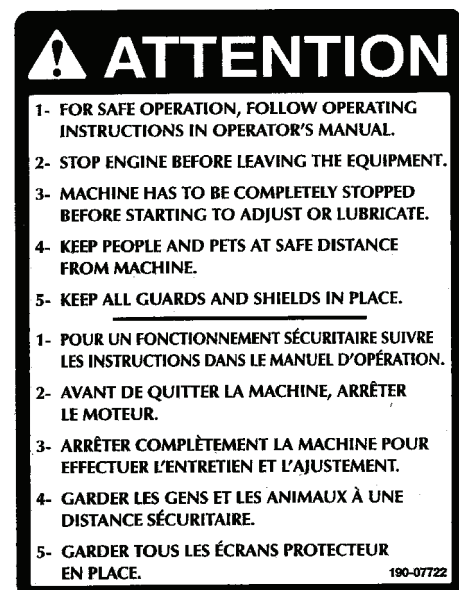 ATTENTION
1- FOR SAFE OPERATION, FOLLOW OPERATING
INSTRUCTIONS IN OPERATOR'S MANUAL.
2- STOP ENGINE BEFORE LEAVING THE EQUIPMENT.
3- MACHINE HAS TO BE COMPLETELY STOPPED
BEFORE STARTING TO ADJUST OR LUBRICATE.
4- KEEP PEOPLE AND PETS AT SAFE DISTANCE
FROM MACHINE.
5- KEEP ALL GUARDS AND SHIELDS IN PLACE.
1- POUR UN FONCTIONNEMENT SÉCURITAIRE SUIVRE
LES INSTRUCTIONS DANS LE MANUEL D'OPÉRATION.
2- AVANT DE QUITTER LA MACHINE, ARRÊTER
LE MOTEUR.
3- ARRÊTER COMPLÈTEMENT LA MACHINE POUR
EFFECTUER L'ENTRETIEN ET L'AJUSTEMENT.
4- GARDER LES GENS ET LES ANIMAUX À UNE
DISTANCE SÉCURITAIRE.
5- GARDER TOUS LES ÉCRANS PROTECTEUR
EN PLACE. 190-07722